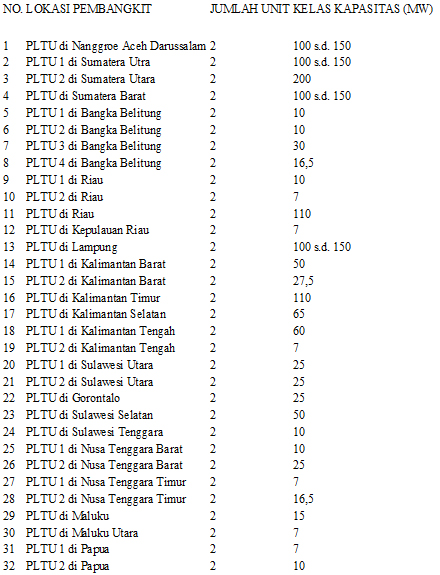 NO. LOKASI PEMBANGKIT JUMLAH UNIT KELAS KAPASITAS (MW)
1 PLTU di Nanggroe Aceh Darussalam 2 100 s.d. 150
2 PLTU 1 di Sumatera Utra 2 100 s.d. 150
3 PLTU 2 di Sumatera Utara 2 200
4 PLTU di Sumatera Barat 2 100 s.d. 150
5 PLTU 1 di Bangka Belitung 2 10
6 PLTU 2 di Bangka Belitung 2 10
7 PLTU 3 di Bangka Belitung 2 30
8 PLTU 4 di Bangka Belitung 2 16,5
9 PLTU 1 di Riau 2 10
10 PLTU 2 di Riau 2 7
11 PLTU di Riau 2 110
12 PLTU di Kepulauan Riau 2 7
13 PLTU di Lampung 2 100 s.d. 150
14 PLTU 1 di Kalimantan Barat 2 50
15 PLTU 2 di Kalimantan Barat 2 27,5
16 PLTU di Kalimantan Timur 2 110
17 PLTU di Kalimantan Selatan 2 65
18 PLTU 1 di Kalimantan Tengah 2 60
19 PLTU 2 di Kalimantan Tengah 2 7
20 PLTU 1 di Sulawesi Utara 2 25
21 PLTU 2 di Sulawesi Utara 2 25
22 PLTU di Gorontalo 2 25
23 PLTU di Sulawesi Selatan 2 50
24 PLTU di Sulawesi Tenggara 2 10
25 PLTU 1 di Nusa Tenggara Barat 2 10
26 PLTU 2 di Nusa Tenggara Barat 2 25
27 PLTU 1 di Nusa Tenggara Timur 2 7
28 PLTU 2 di Nusa Tenggara Timur 2 16,5
29 PLTU di Maluku 2 15
30 PLTU di Maluku Utara 2 7
31 PLTU 1 di Papua 2 7
32 PLTU 2 di Papua 2 10